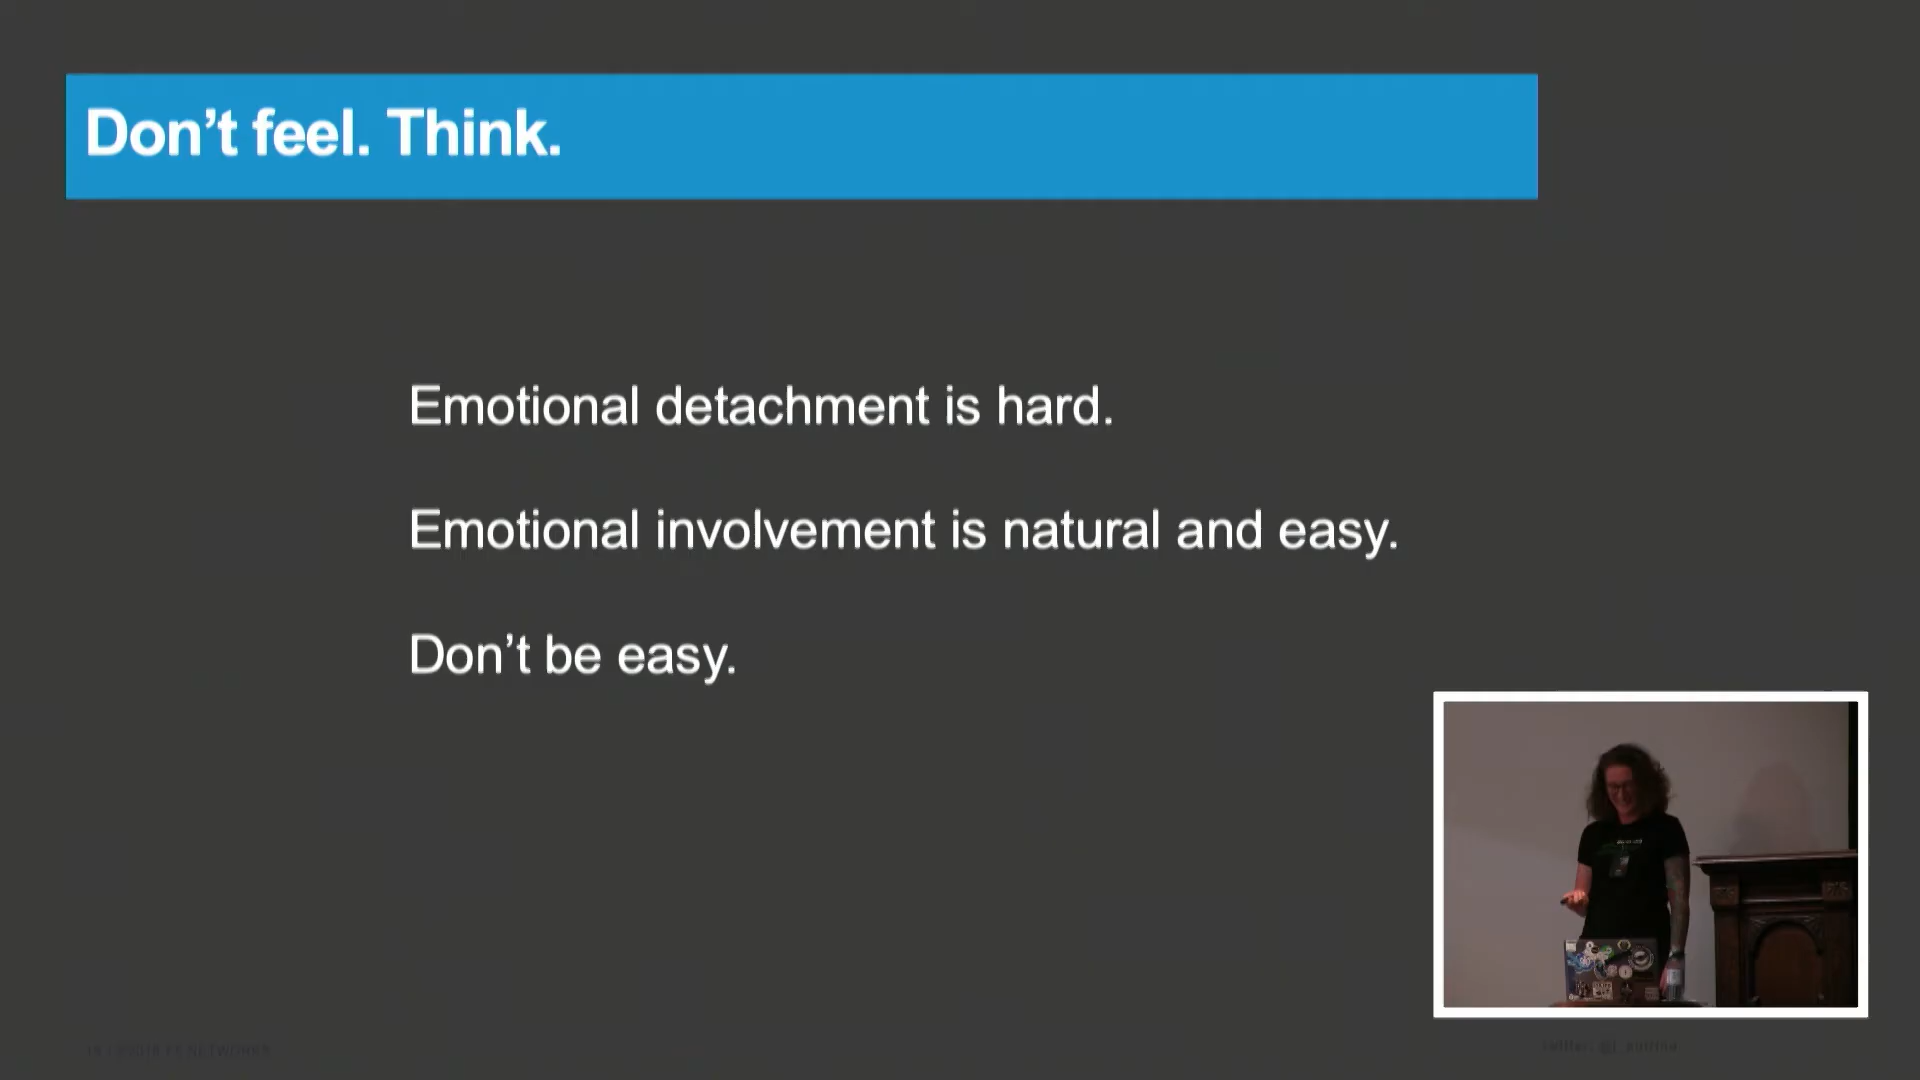 Don't feel. Think.
Emotional detachment is hard.
Emotional involvement is natural and easy.
Don't be easy.